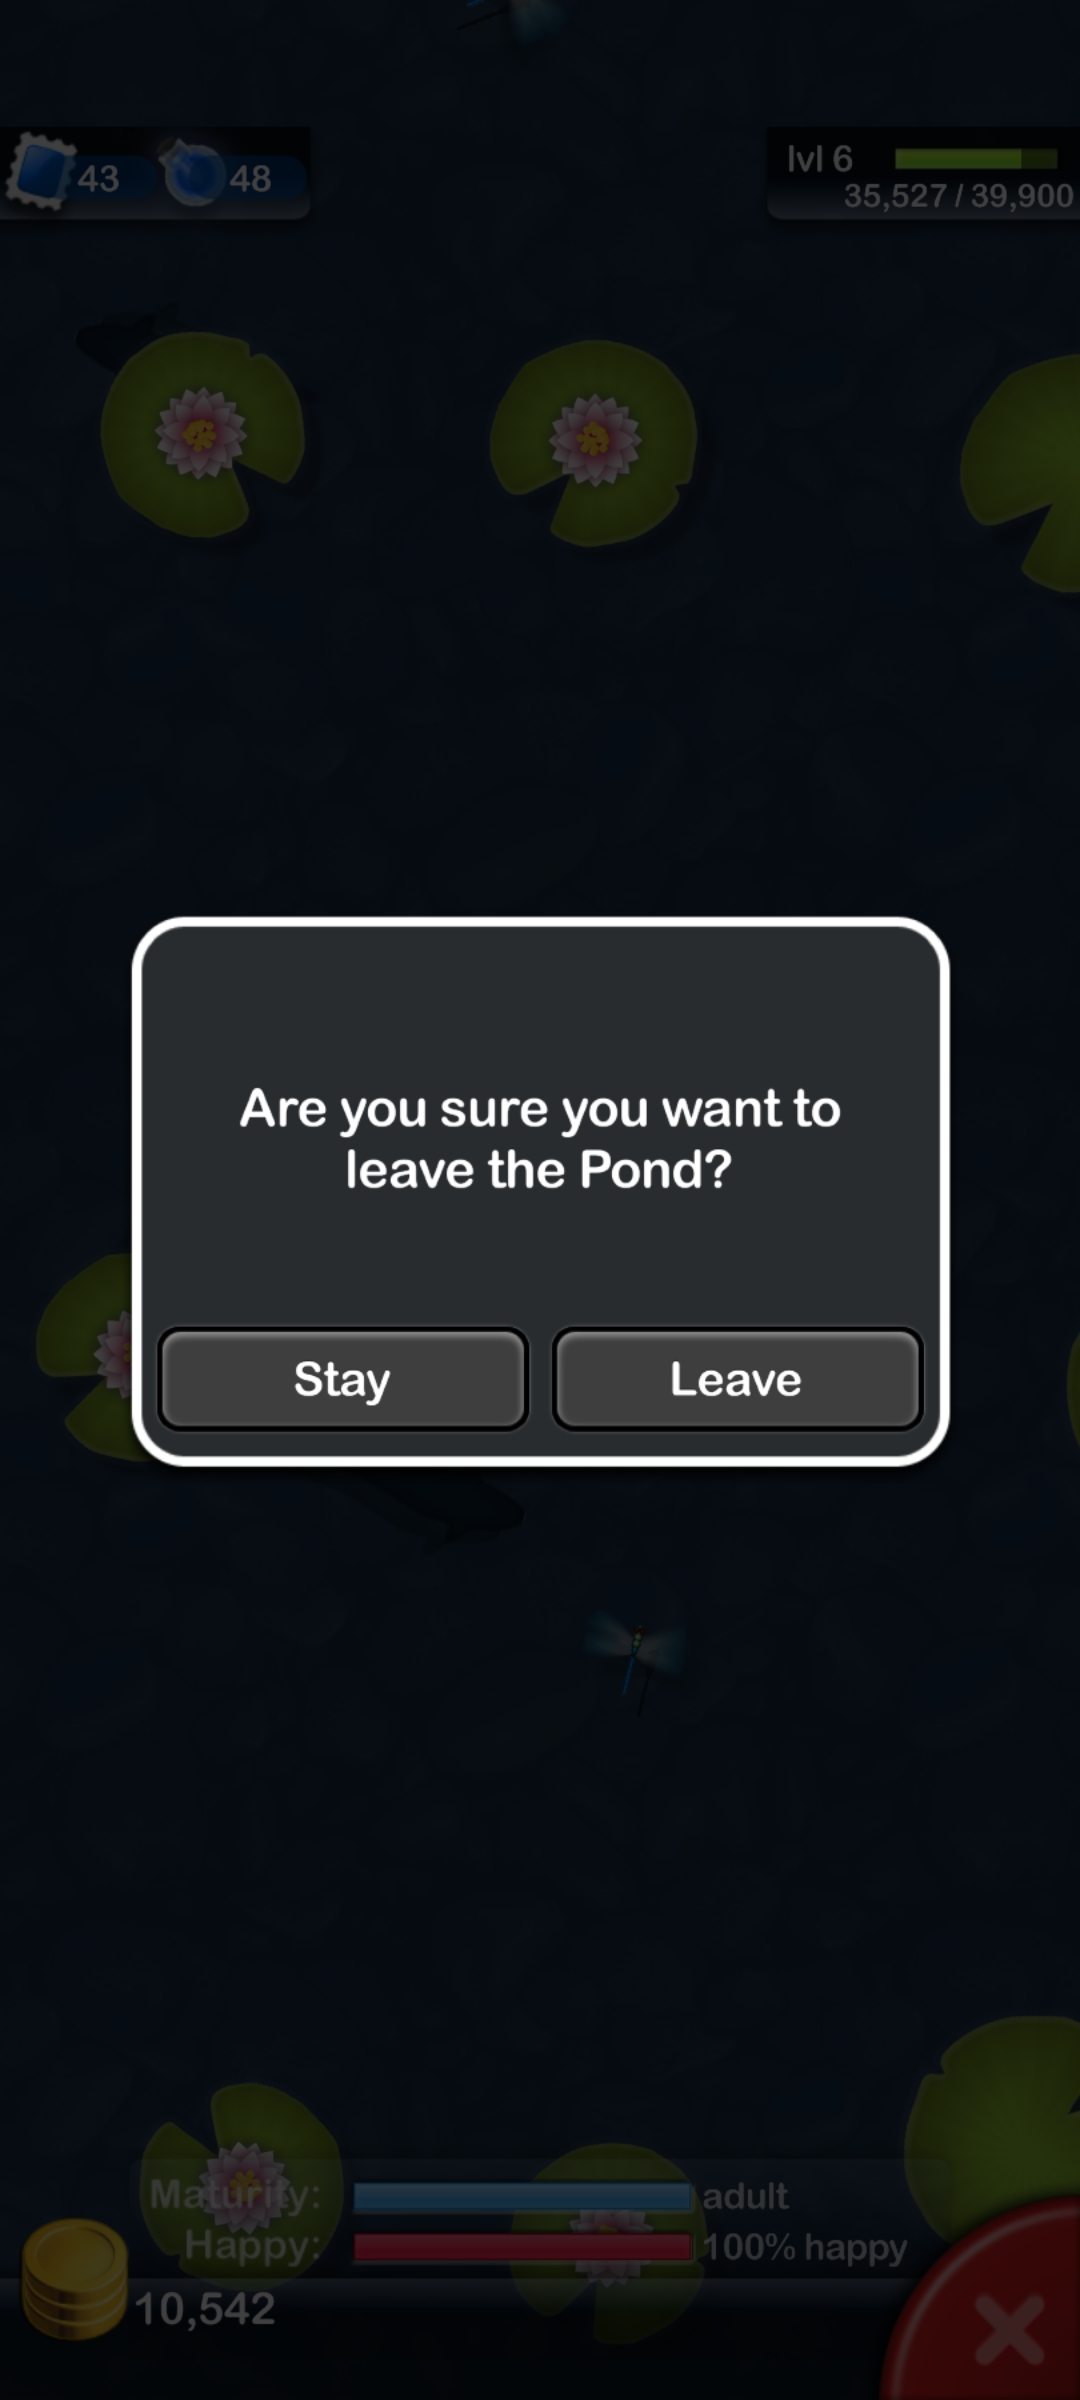 43 48
lvl 6
35,527 / 39,900
Are you sure you want to
leave the Pond?
Stay Leave
Maturity: adult
Happy: 100% happy
10,542